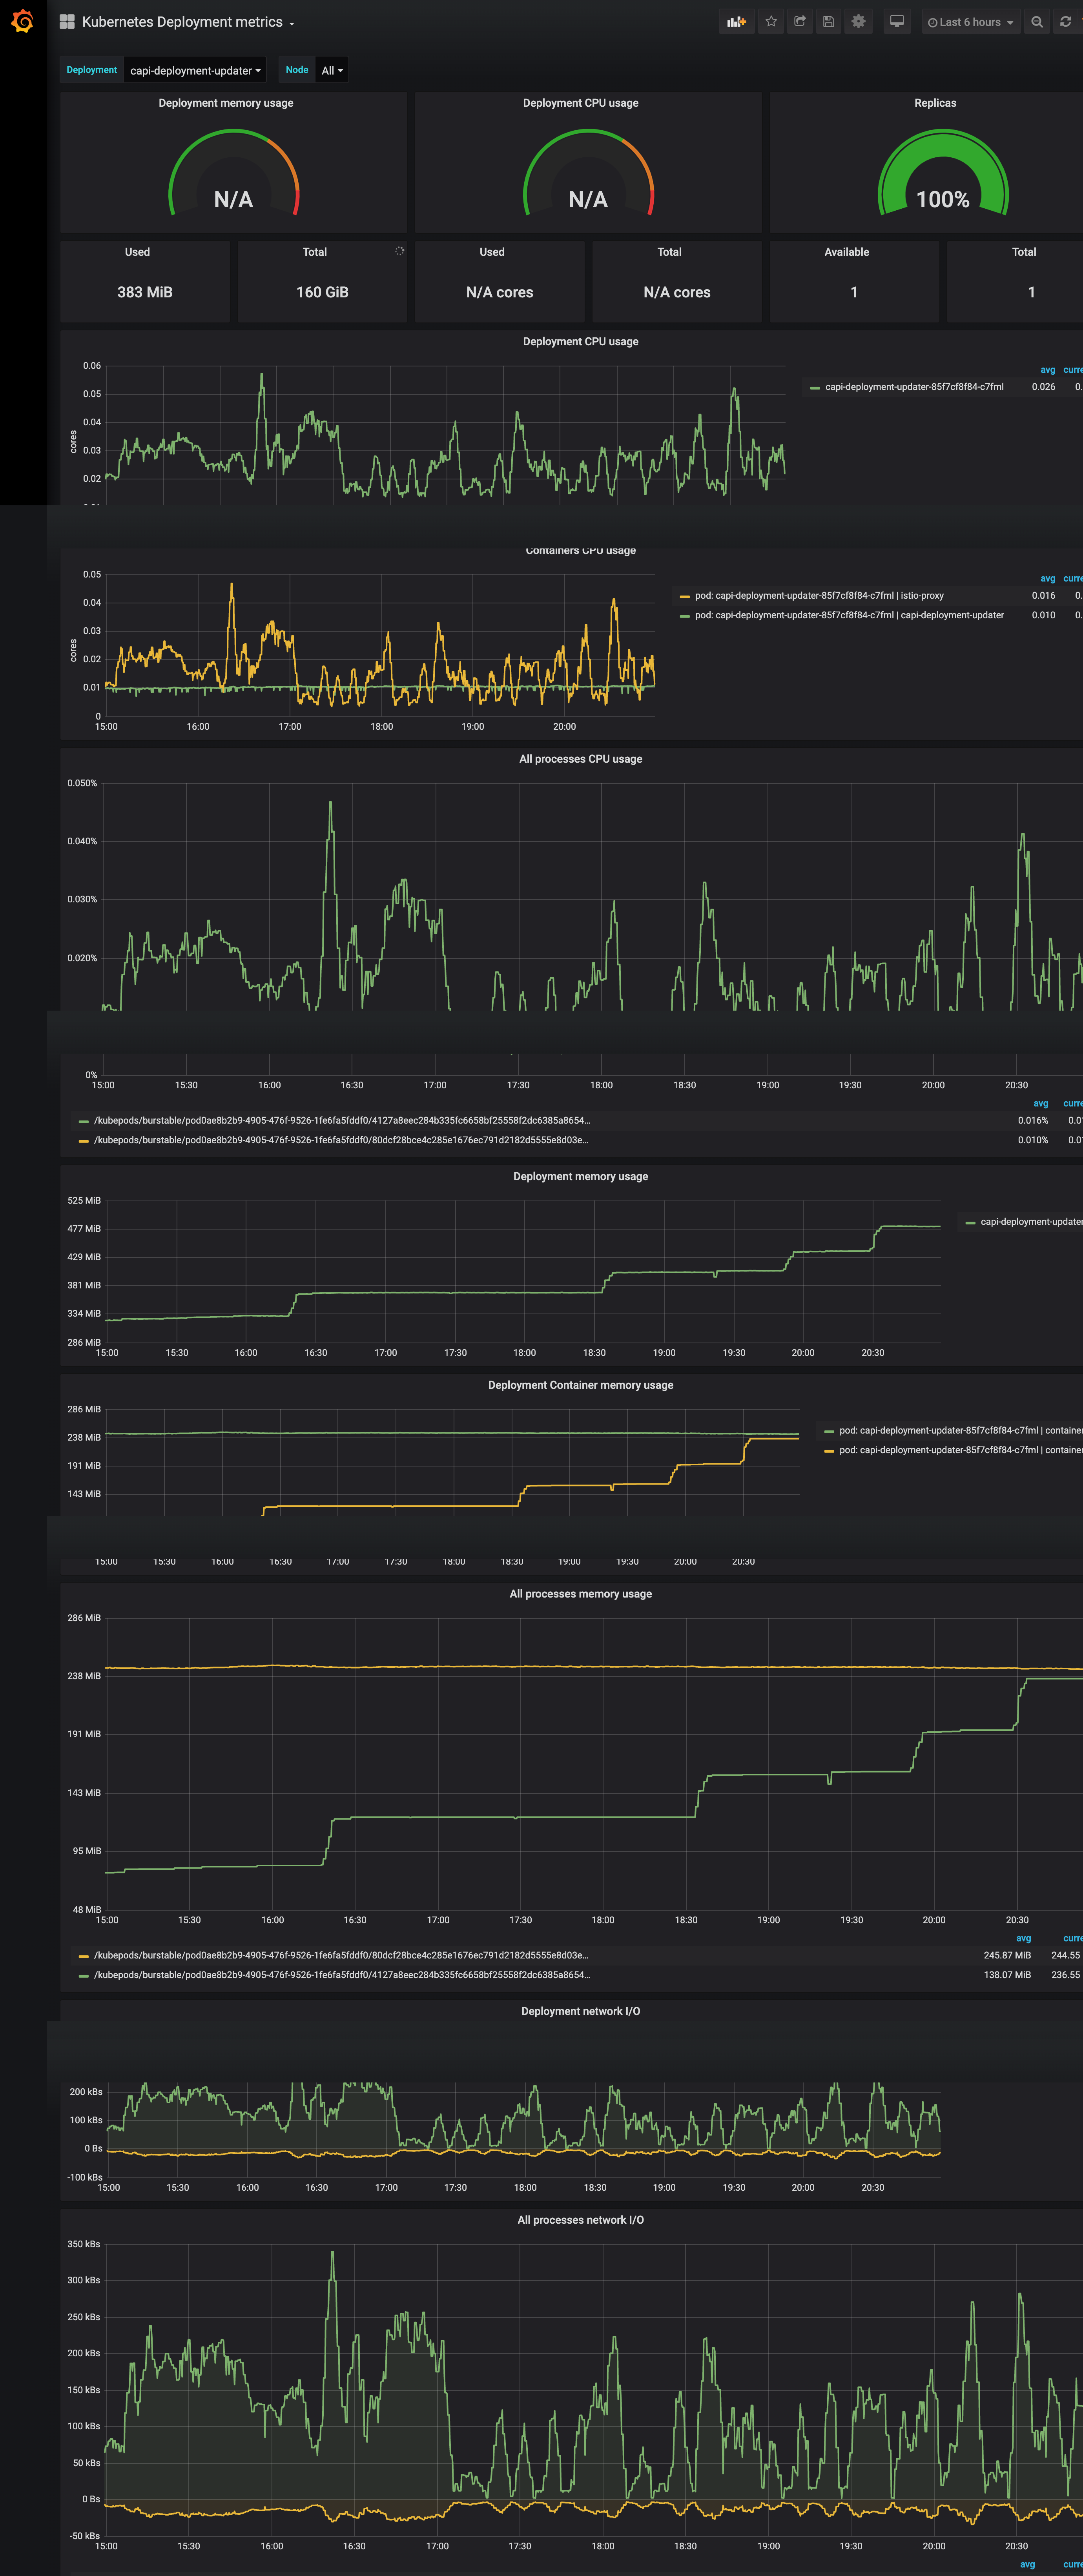 Kubernetes Deployment metrics
Last 6 hours
Deployment capi-deployment-updater Node All
Deployment memory usage
N/A
Deployment CPU usage
N/A
Replicas
100%
Used
383 MiB
Total
160 GiB
Used
N/A cores
Total
N/A cores
Available
1
Total
1
Deployment CPU usage
cores
0.06
0.05
0.04
0.03
0.02
avg curre
capi-deployment-updater-85f7cf8f84-c7fml 0.026 0.
Containers CPU usage
cores
0.05
0.04
0.03
0.02
0.01
0
15:00 16:00 17:00 18:00 19:00 20:00
avg curre
pod: capi-deployment-updater-85f7cf8f84-c7fml | istio-proxy 0.016 0.
pod: capi-deployment-updater-85f7cf8f84-c7fml | capi-deployment-updater 0.010 0.
All processes CPU usage
0.050%
0.040%
0.030%
0.020%
0%
15:00 15:30 16:00 16:30 17:00 17:30 18:00 18:30 19:00 19:30 20:00 20:30
avg curre
/kubepods/burstable/pod0ae8b2b9-4905-476f-9526-1fe6fa5fddf0/4127a8eec284b335fc6658bf25558f2dc6385a8654... 0.016% 0.0
/kubepods/burstable/pod0ae8b2b9-4905-476f-9526-1fe6fa5fddf0/80dcf28bce4c285e1676ec791d2182d5555e8d03e... 0.010% 0.0
Deployment memory usage
525 MiB
477 MiB
429 MiB
381 MiB
334 MiB
286 MiB
15:00 15:30 16:00 16:30 17:00 17:30 18:00 18:30 19:00 19:30 20:00 20:30
capi-deployment-updater
Deployment Container memory usage
286 MiB
238 MiB
191 MiB
143 MiB
15:00 15:30 16:00 16:30 17:00 17:30 18:00 18:30 19:00 19:30 20:00 20:30
pod: capi-deployment-updater-85f7cf8f84-c7fml | container
pod: capi-deployment-updater-85f7cf8f84-c7fml | container
All processes memory usage
286 MiB
238 MiB
191 MiB
143 MiB
95 MiB
48 MiB
15:00 15:30 16:00 16:30 17:00 17:30 18:00 18:30 19:00 19:30 20:00 20:30
avg curre
/kubepods/burstable/pod0ae8b2b9-4905-476f-9526-1fe6fa5fddf0/80dcf28bce4c285e1676ec791d2182d5555e8d03e... 245.87 MiB 244.55
/kubepods/burstable/pod0ae8b2b9-4905-476f-9526-1fe6fa5fddf0/4127a8eec284b335fc6658bf25558f2dc6385a8654... 138.07 MiB 236.55
Deployment network I/O
200 kBs
100 kBs
0 Bs
-100 kBs
15:00 15:30 16:00 16:30 17:00 17:30 18:00 18:30 19:00 19:30 20:00 20:30
All processes network I/O
350 kBs
300 kBs
250 kBs
200 kBs
150 kBs
100 kBs
50 kBs
0 Bs
-50 kBs
15:00 15:30 16:00 16:30 17:00 17:30 18:00 18:30 19:00 19:30 20:00 20:30
avg curre